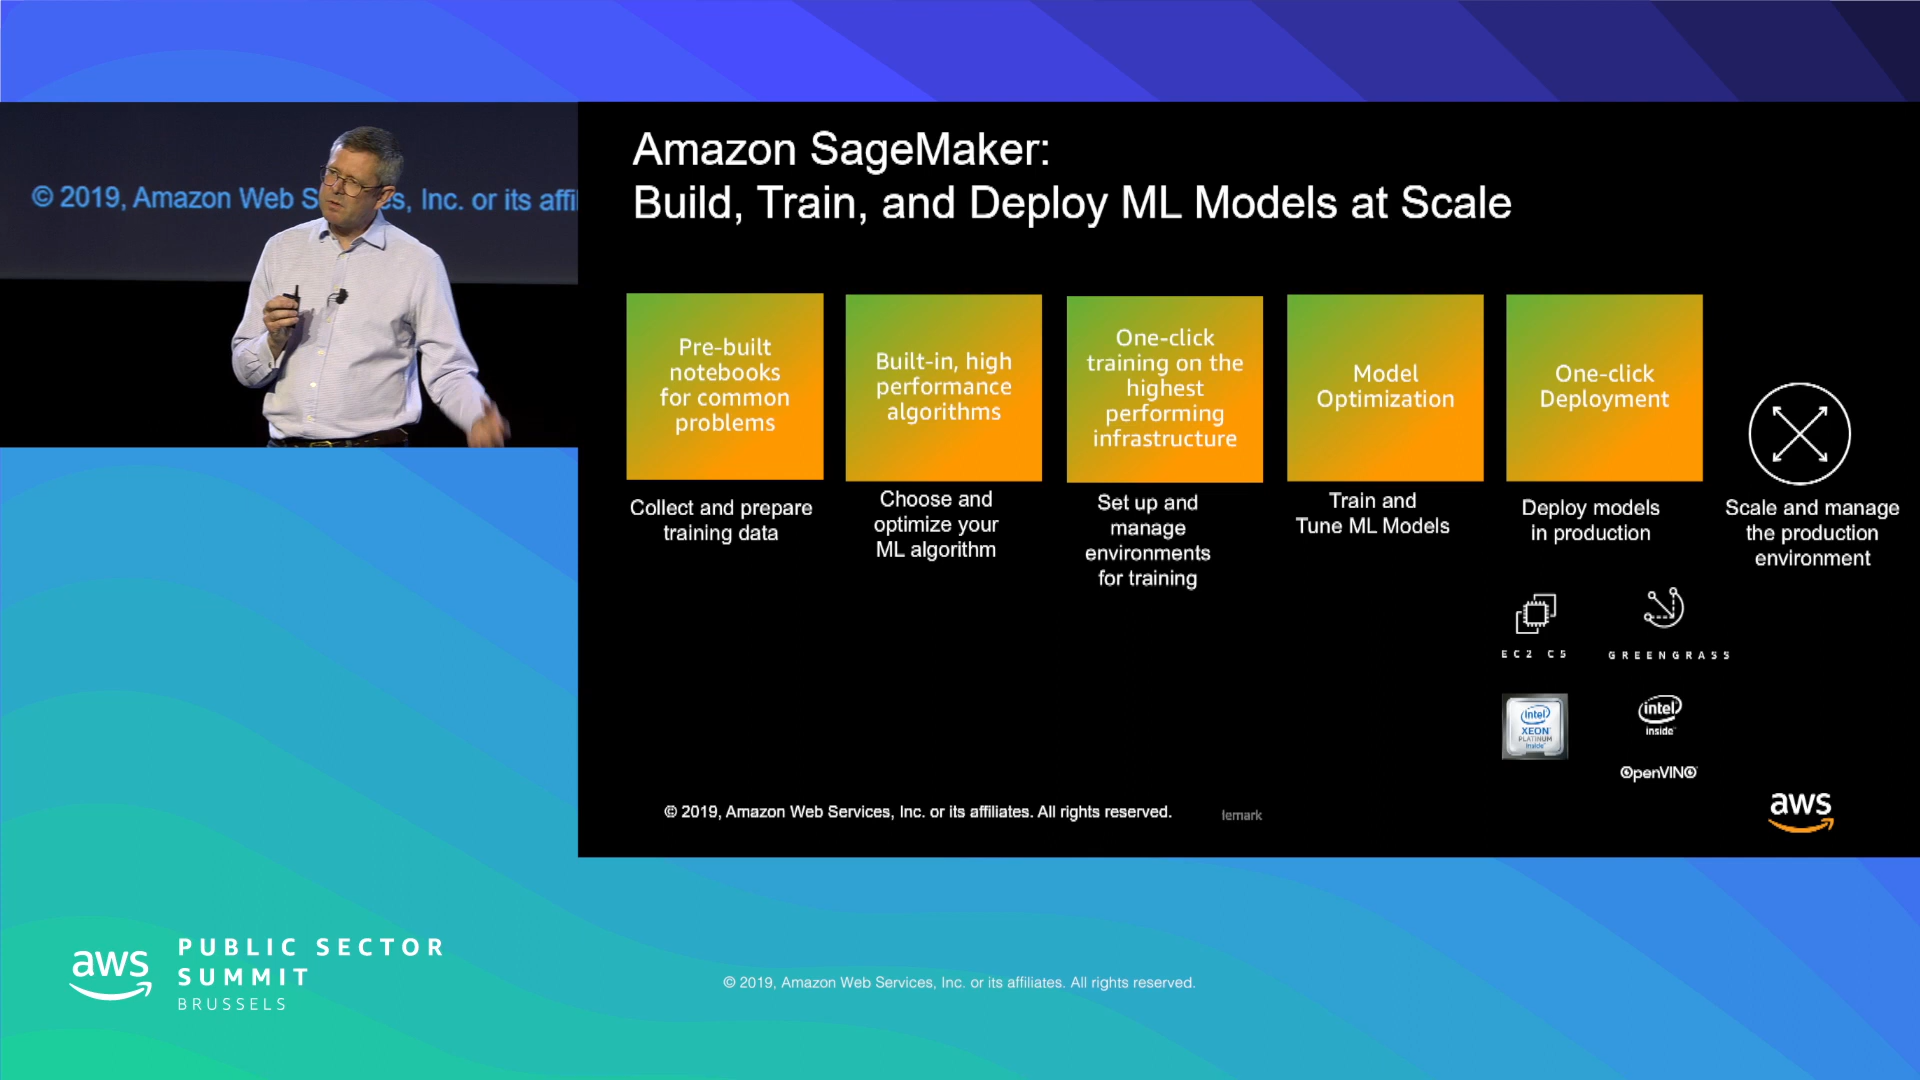 © 2019, Amazon Web S
es, Inc. or its affi
Amazon SageMaker:
Build, Train, and Deploy ML Models at Scale
Pre-built
notebooks
for common
problems
Collect and prepare
training data
Built-in, high
performance
algorithms
Choose and
optimize your
ML algorithm
One-click
training on the
highest
performing
infrastructure
Set up and
manage
environments
for training
Model
Optimization
Train and
Tune ML Models
One-click
Deployment
Deploy models
in production
Scale and manage
the production
environment
EC2 C5
GREENGRASS
intel
XEON
PLATINUM
inside
intel
inside
OpenVINO
© 2019, Amazon Web Services, Inc. or its affiliates. All rights reserved.
lemark
aws
aws
PUBLIC SECTOR
SUMMIT
BRUSSELS
© 2019, Amazon Web Services, Inc. or its affiliates. All rights reserved.